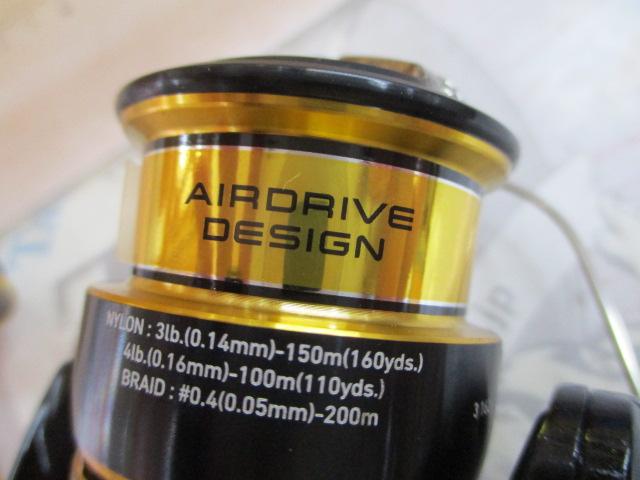 AIRDRIVE
DESIGN
NYLON : 3lb.(0.14mm)-150m(160yds.)
4lb.(0.16mm)-100m(110yds.)
BRAID : #0.4(0.05mm)-200m